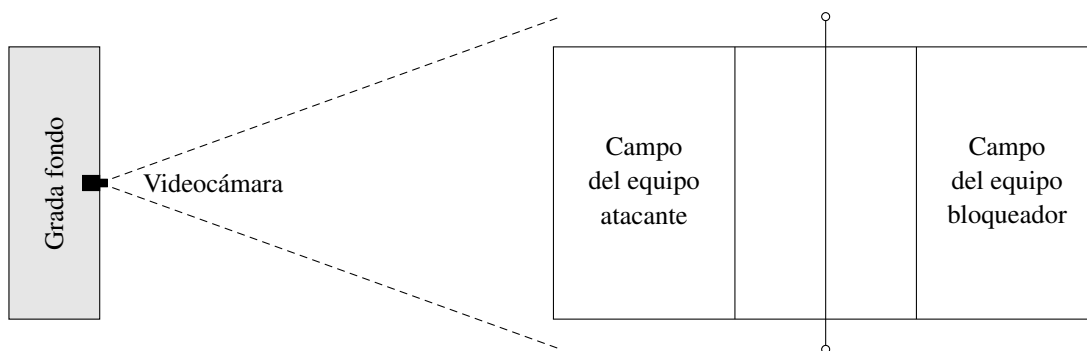 Grada fondo
Videocámara
Campo
del equipo
atacante
Campo
del equipo
bloqueador